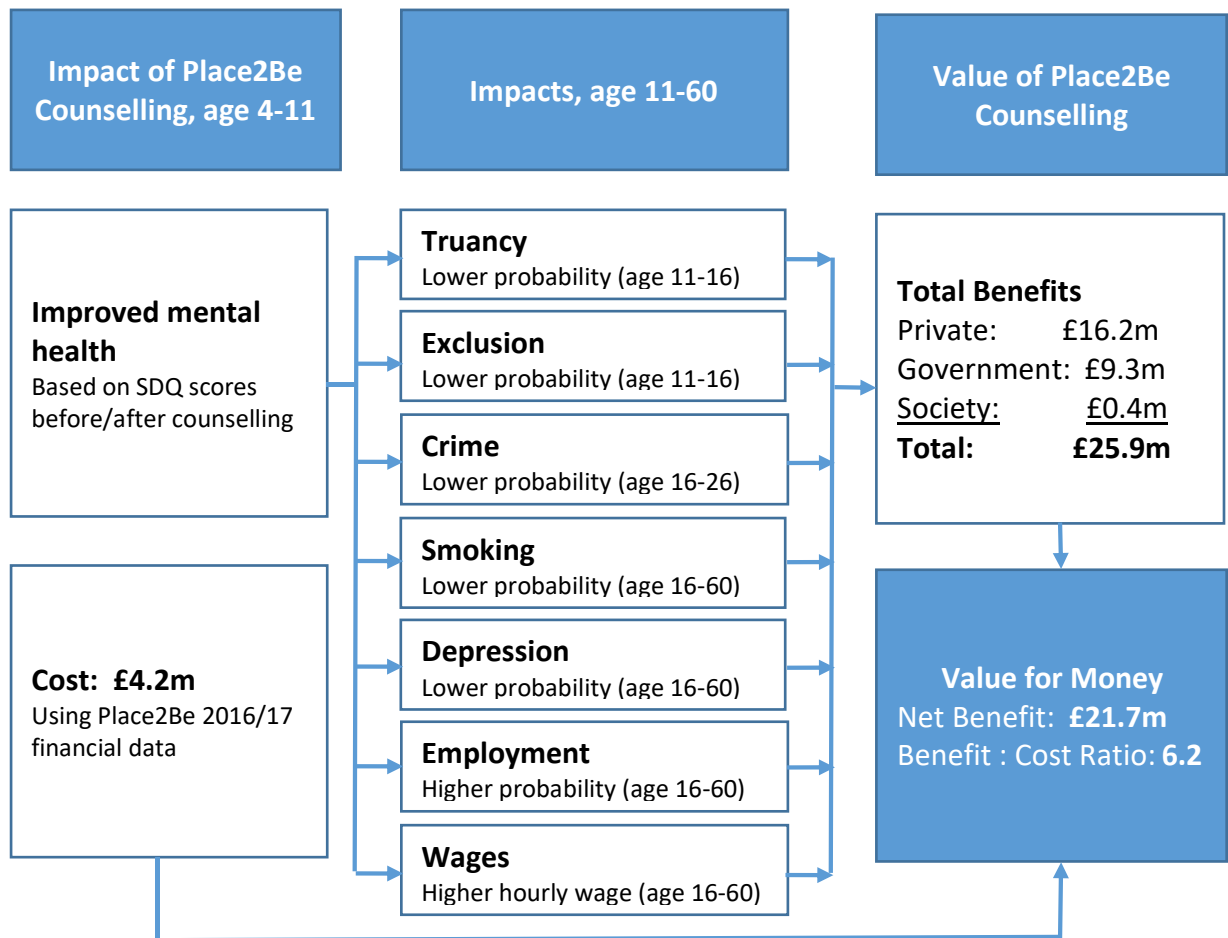 Impact of Place2Be
Counselling, age 4-11
Impacts, age 11-60
Value of Place2Be
Counselling
Improved mental
health
Based on SDQ scores
before/after counselling
Cost: £4.2m
Using Place2Be 2016/17
financial data
Truancy
Lower probability (age 11-16)
Exclusion
Lower probability (age 11-16)
Crime
Lower probability (age 16-26)
Smoking
Lower probability (age 16-60)
Depression
Lower probability (age 16-60)
Employment
Higher probability (age 16-60)
Wages
Higher hourly wage (age 16-60)
Total Benefits
Private: £16.2m
Government: £9.3m
Society: £0.4m
Total: £25.9m
Value for Money
Net Benefit: £21.7m
Benefit : Cost Ratio: 6.2